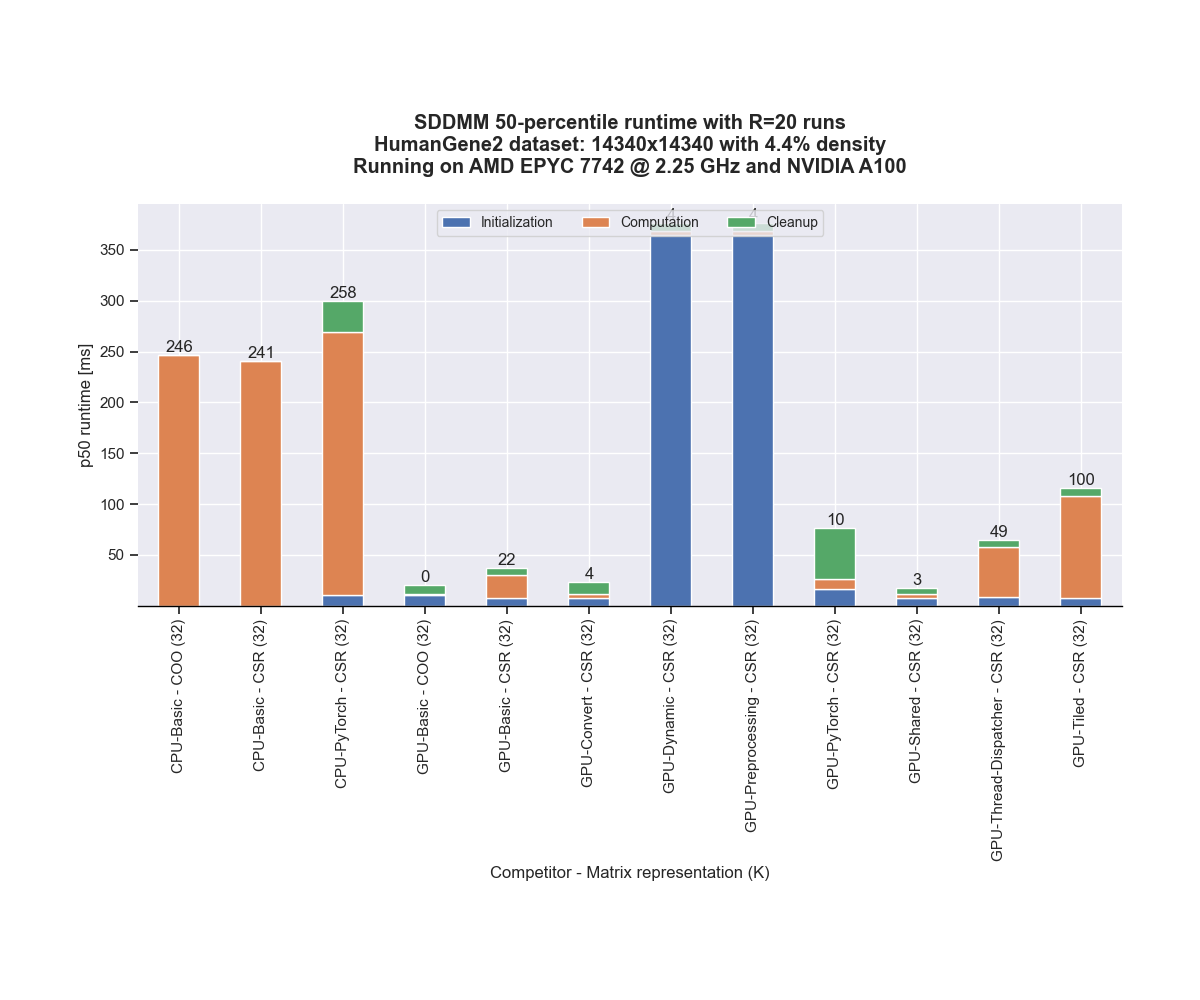 SDDMM 50-percentile runtime with R=20 runs
HumanGene2 dataset: 14340x14340 with 4.4% density
Running on AMD EPYC 7742 @ 2.25 GHz and NVIDIA A100
Initialization
Computation
Cleanup
p50 runtime [ms]
350
300
250
200
150
100
50
246
241
258
0
22
4
4
4
10
3
49
100
CPU-Basic - COO (32)
CPU-Basic - CSR (32)
CPU-PyTorch - CSR (32)
GPU-Basic - COO (32)
GPU-Basic - CSR (32)
GPU-Convert - CSR (32)
GPU-Dynamic - CSR (32)
GPU-Preprocessing - CSR (32)
GPU-PyTorch - CSR (32)
GPU-Shared - CSR (32)
GPU-Thread-Dispatcher - CSR (32)
GPU-Tiled - CSR (32)
Competitor - Matrix representation (K)